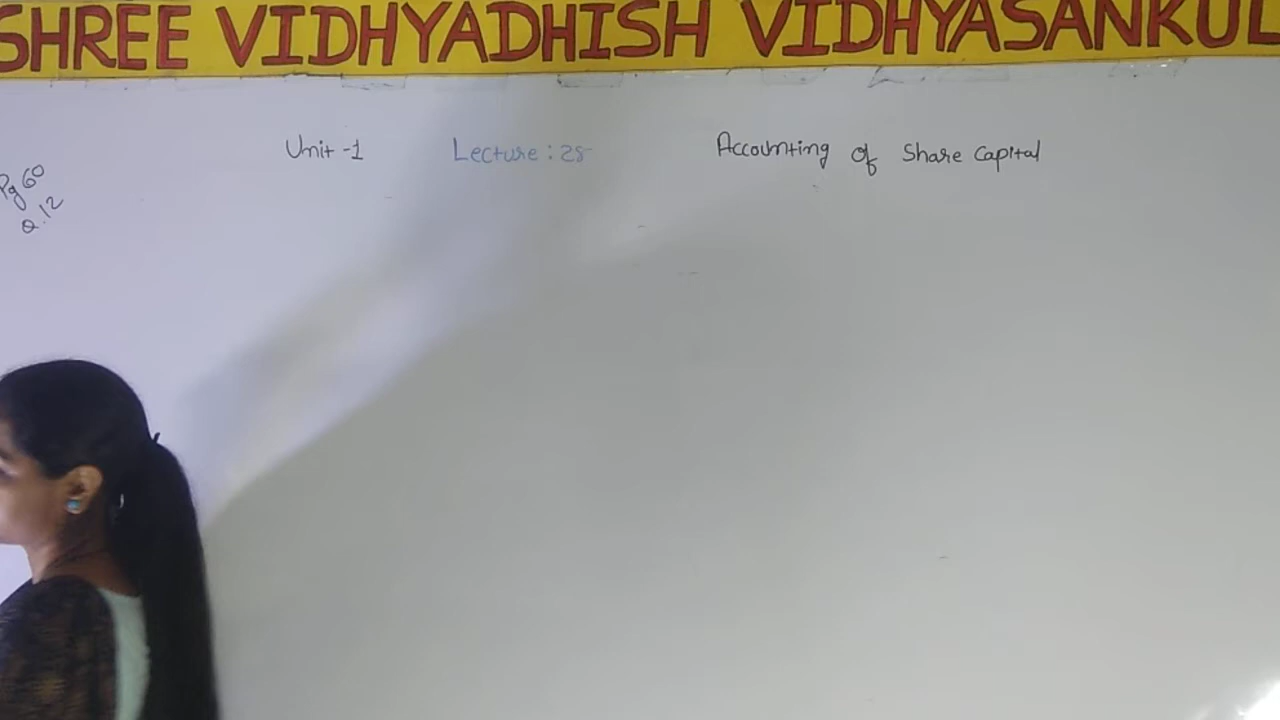 SHREE VIDHYADHISH VIDHYASANKUL
Unit -1 Lecture : 28 Accounting of Share Capital
Pg 60
Q.12